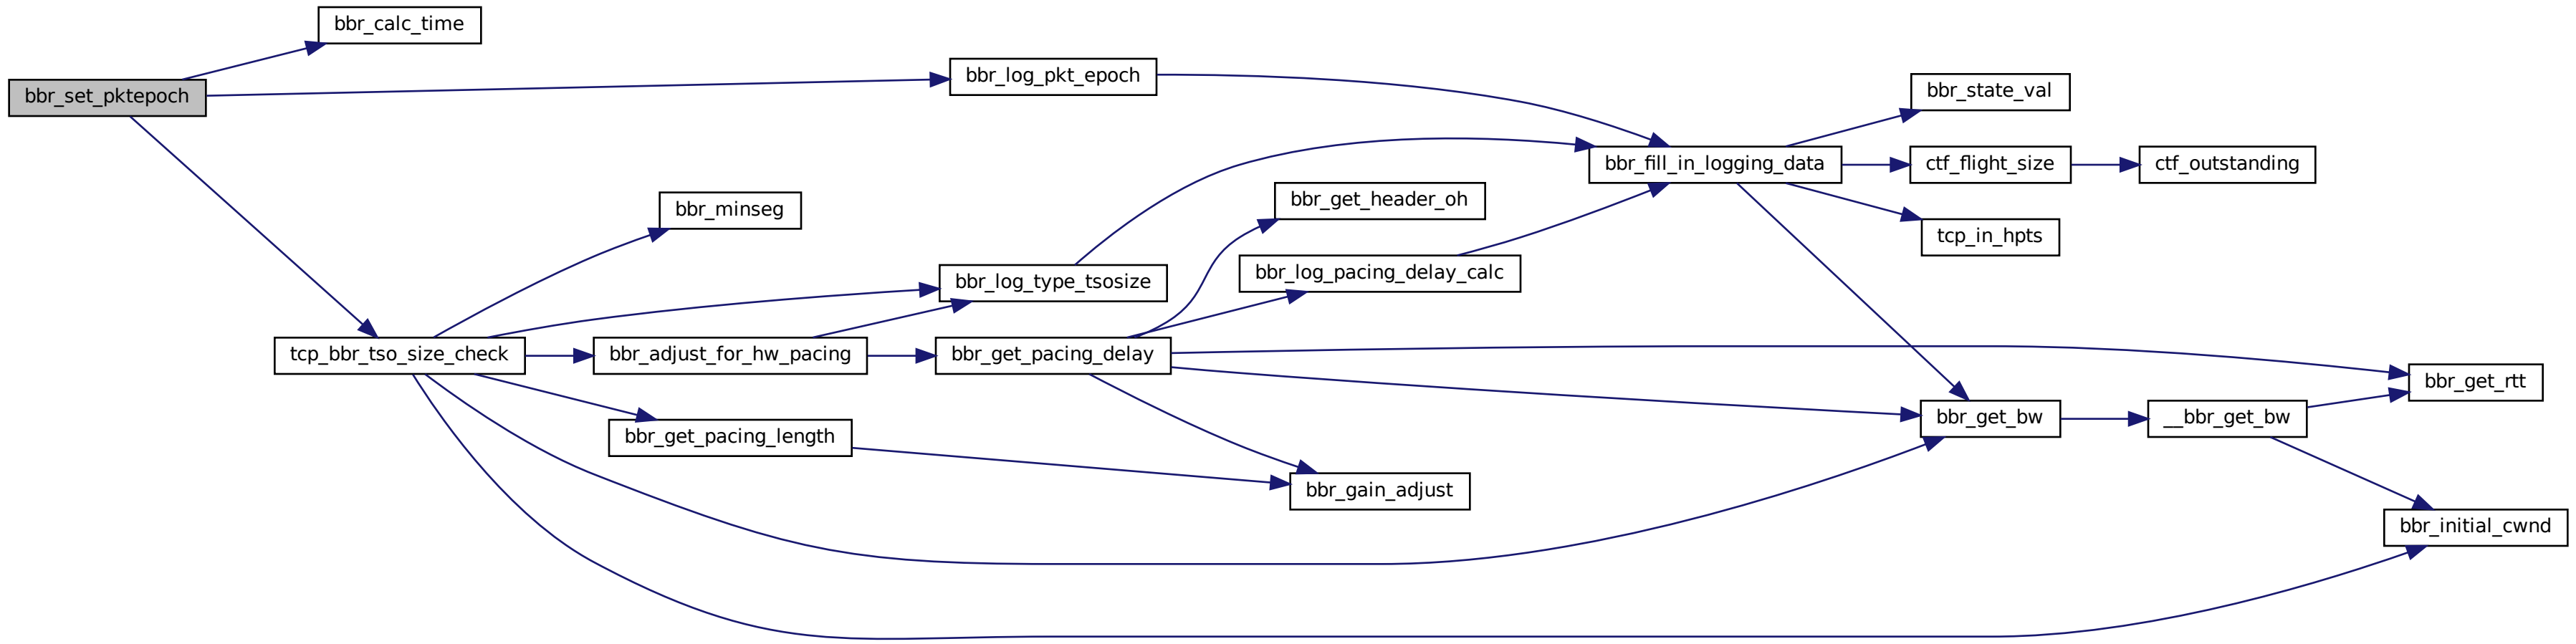 bbr_calc_time
bbr_set_pktepoch
bbr_log_pkt_epoch
bbr_state_val
bbr_fill_in_logging_data
ctf_flight_size
ctf_outstanding
bbr_minseg
bbr_get_header_oh
tcp_in_hpts
bbr_log_type_tsosize
bbr_log_pacing_delay_calc
tcp_bbr_tso_size_check
bbr_adjust_for_hw_pacing
bbr_get_pacing_delay
bbr_get_rtt
bbr_get_pacing_length
bbr_get_bw
__bbr_get_bw
bbr_gain_adjust
bbr_initial_cwnd